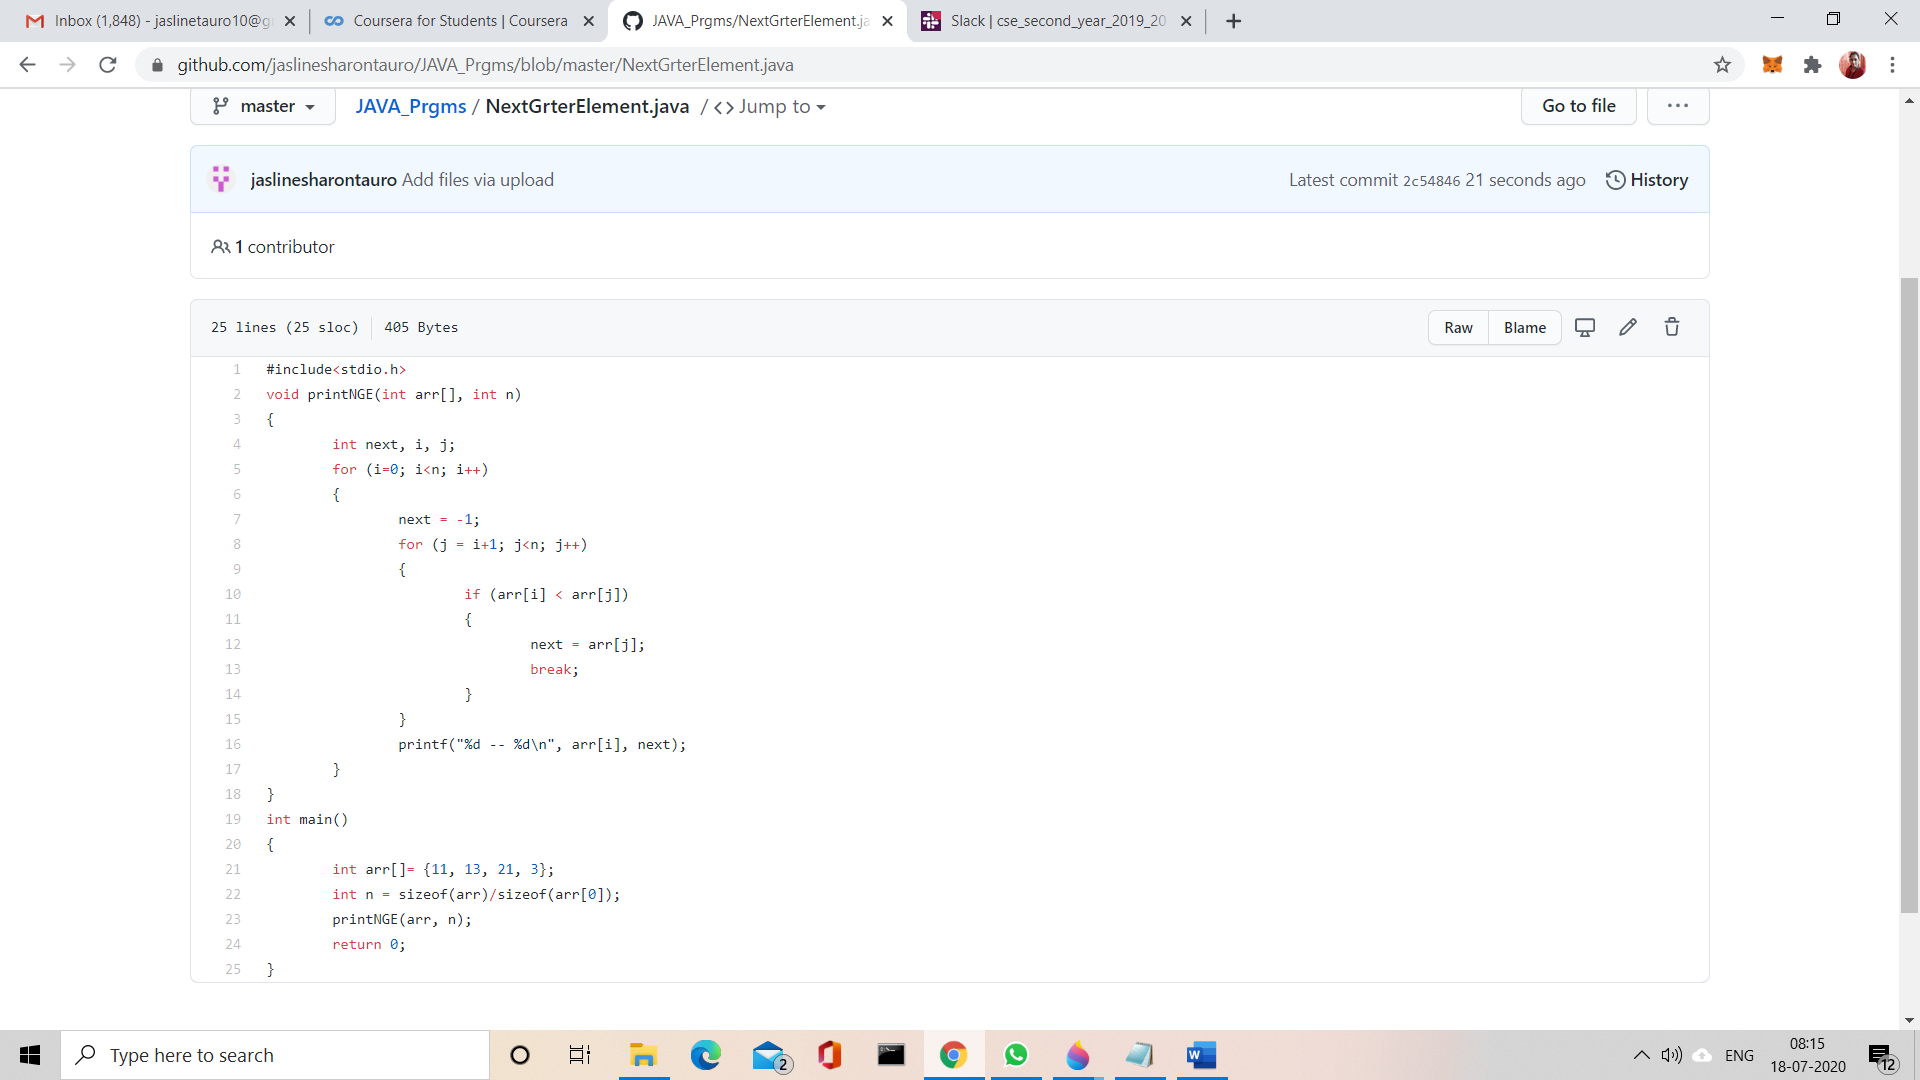 Inbox (1,848) - jaslinetauro10@g
Coursera for Students | Coursera
JAVA_Prgms/NextGrterElement.ja
Slack | cse_second_year_2019_20
github.com/jaslinesharontauro/JAVA_Prgms/blob/master/NextGrterElement.java
master JAVA_Prgms / NextGrterElement.java / <> Jump to Go to file ...
jaslinesharontauro Add files via upload Latest commit 2c54846 21 seconds ago History
1 contributor
25 lines (25 sloc) 405 Bytes Raw Blame
1 #include<stdio.h>
2 void printNGE(int arr[], int n)
3 {
4 int next, i, j;
5 for (i=0; i<n; i++)
6 {
7 next = -1;
8 for (j = i+1; j<n; j++)
9 {
10 if (arr[i] < arr[j])
11 {
12 next = arr[j];
13 break;
14 }
15 }
16 printf("%d -- %d\n", arr[i], next);
17 }
18 }
19 int main()
20 {
21 int arr[]= {11, 13, 21, 3};
22 int n = sizeof(arr)/sizeof(arr[0]);
23 printNGE(arr, n);
24 return 0;
25 }
Type here to search
2
W
ENG
08:15
18-07-2020
12